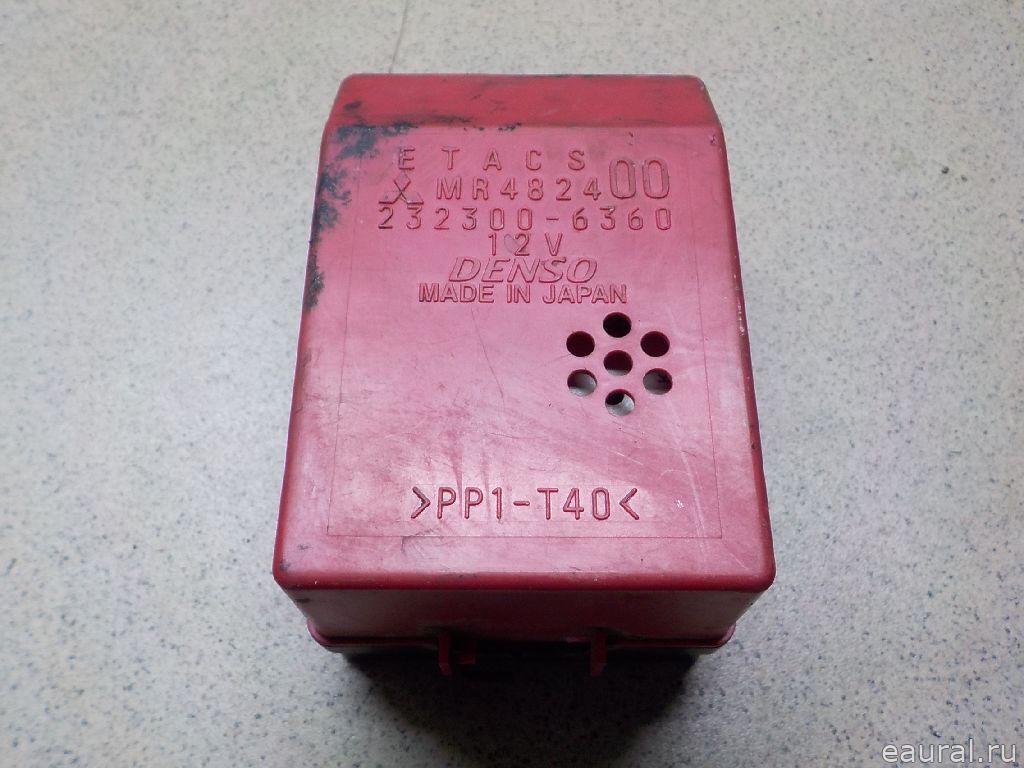 ETACS
MR482400
232300-6360
12V
DENSO
MADE IN JAPAN
>PP1-T40<
eaural.ru